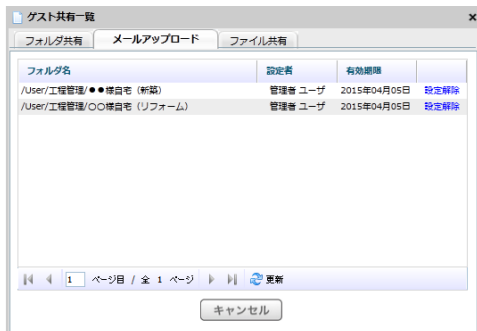 ゲスト共有一覧 x
フォルダ共有 メールアップロード ファイル共有
フォルダ名 設定者 有効期限
/User/工程管理/●●様自宅（新築） 管理者 ユーザ 2015年04月05日 設定解除
/User/工程管理/○○様自宅（リフォーム） 管理者 ユーザ 2015年04月05日 設定解除
1 ページ目 / 全 1 ページ 更新
キャンセル